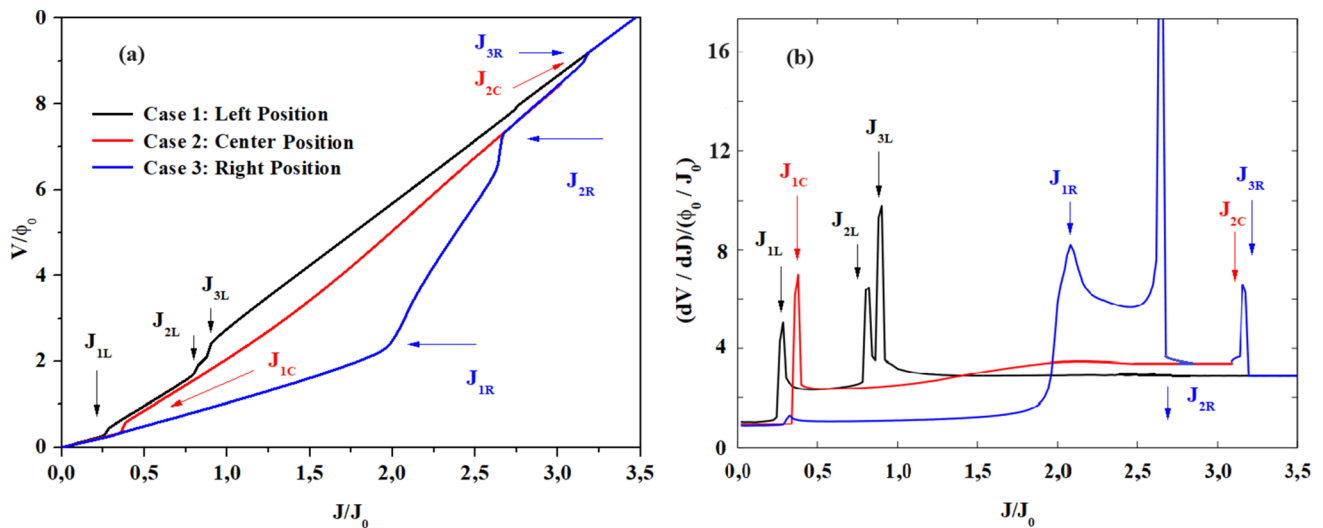 (a)
V/ϕ0
0
8
6
4
2
0
0,0 0,5 1,0 1,5 2,0 2,5 3,0 3,5
J/J0
Case 1: Left Position
Case 2: Center Position
Case 3: Right Position
J1L
J2L
J3L
J1C
J2C
J3R
J2R
J1R
(b)
(dV / dJ)/(ϕ0 / J0)
16
12
8
4
0
0,0 0,5 1,0 1,5 2,0 2,5 3,0 3,5
J/J0
J1L
J1C
J2L
J3L
J1R
J3R
J2C
J2R